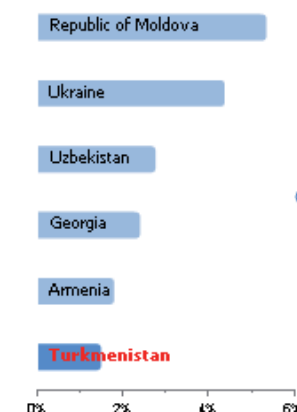 Republic of Moldova
Ukraine
Uzbekistan
Georgia
Armenia
Turkmenistan
0% 2% 4% 6%